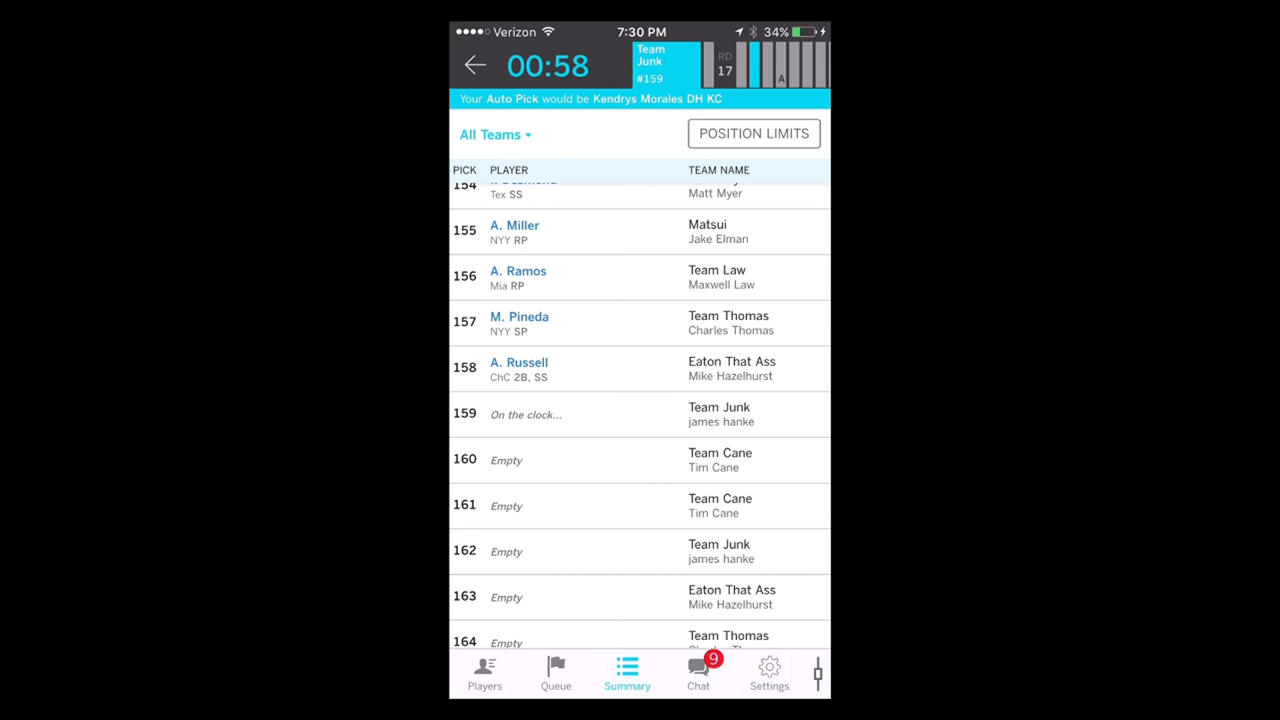 Verizon 7:30 PM 34%
00:58
Team
Junk
#159
RD
17
A
Your Auto Pick would be Kendrys Morales DH KC
All Teams
POSITION LIMITS
PICK PLAYER TEAM NAME
154
Tex SS Matt Myer
155 A. Miller Matsui
NYY RP Jake Elman
156 A. Ramos Team Law
Mia RP Maxwell Law
157 M. Pineda Team Thomas
NYY SP Charles Thomas
158 A. Russell Eaton That Ass
ChC 2B, SS Mike Hazelhurst
159 On the clock... Team Junk
james hanke
160 Empty Team Cane
Tim Cane
161 Empty Team Cane
Tim Cane
162 Empty Team Junk
james hanke
163 Empty Eaton That Ass
Mike Hazelhurst
164 Empty Team Thomas
9
Players Queue Summary Chat Settings